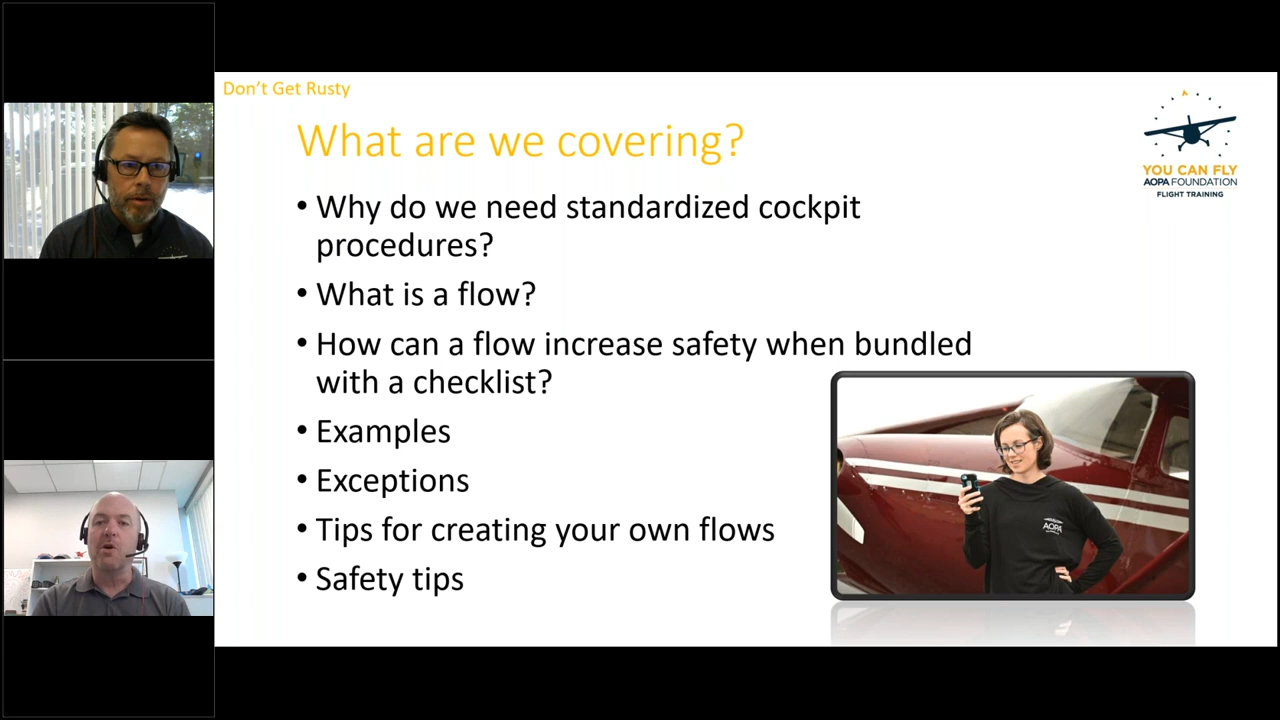 Don't Get Rusty
What are we covering?
• Why do we need standardized cockpit
procedures?
• What is a flow?
• How can a flow increase safety when bundled
with a checklist?
• Examples
• Exceptions
• Tips for creating your own flows
• Safety tips
YOU CAN FLY
AOPA FOUNDATION
FLIGHT TRAINING
AOPA